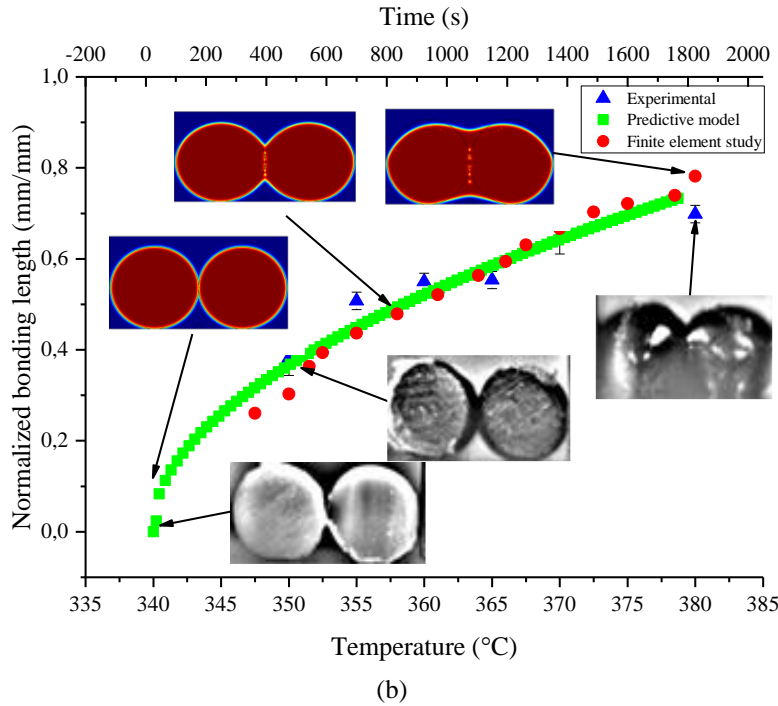 Time (s)
-200 0 200 400 600 800 1000 1200 1400 1600 1800 2000
Normalized bonding length (mm/mm)
1,0
0,8
0,6
0,4
0,2
0,0
Experimental
Predictive model
Finite element study
335 340 345 350 355 360 365 370 375 380 385
Temperature (°C)
(b)